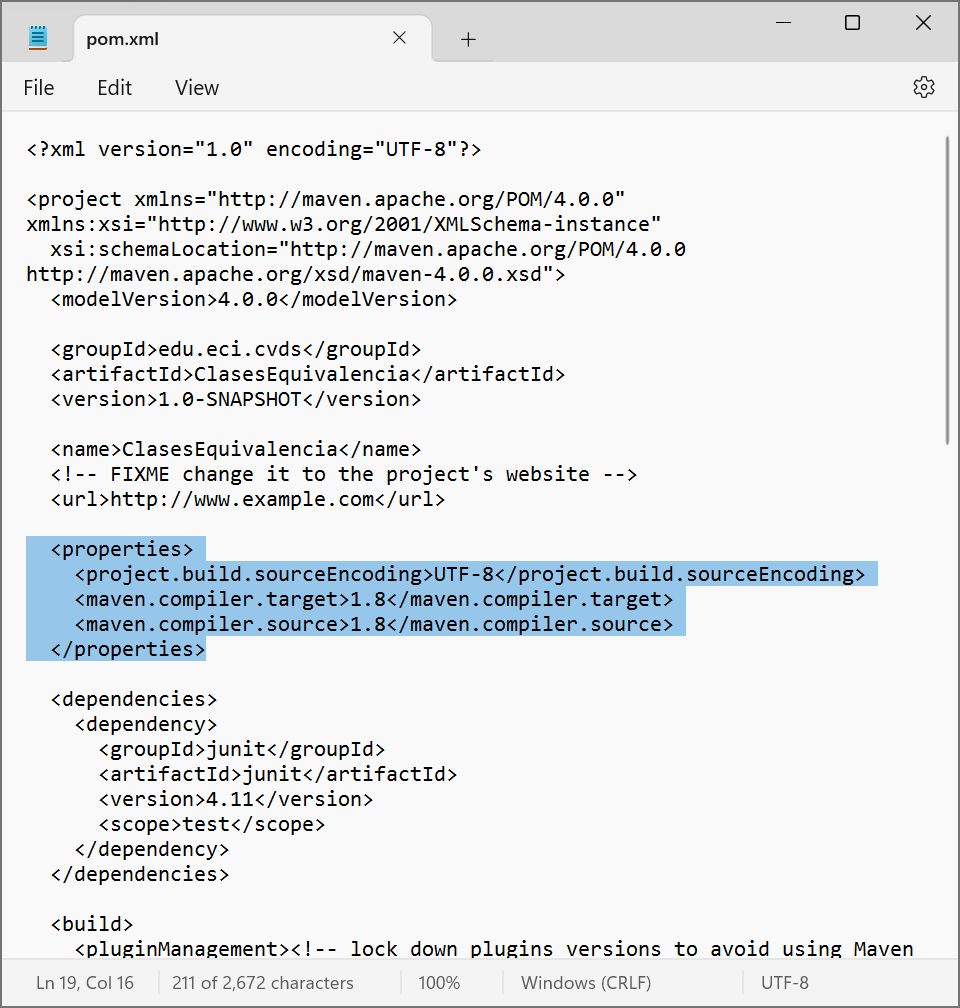 pom.xml
File Edit View
<?xml version="1.0" encoding="UTF-8"?>
<project xmlns="http://maven.apache.org/POM/4.0.0"
xmlns:xsi="http://www.w3.org/2001/XMLSchema-instance"
  xsi:schemaLocation="http://maven.apache.org/POM/4.0.0
http://maven.apache.org/xsd/maven-4.0.0.xsd">
  <modelVersion>4.0.0</modelVersion>
  <groupId>edu.eci.cvds</groupId>
  <artifactId>ClasesEquivalencia</artifactId>
  <version>1.0-SNAPSHOT</version>
  <name>ClasesEquivalencia</name>
  <!-- FIXME change it to the project's website -->
  <url>http://www.example.com</url>
  <properties>
    <project.build.sourceEncoding>UTF-8</project.build.sourceEncoding>
    <maven.compiler.target>1.8</maven.compiler.target>
    <maven.compiler.source>1.8</maven.compiler.source>
  </properties>
  <dependencies>
    <dependency>
      <groupId>junit</groupId>
      <artifactId>junit</artifactId>
      <version>4.11</version>
      <scope>test</scope>
    </dependency>
  </dependencies>
  <build>
    <pluginManagement><!-- lock down plugins versions to avoid using Maven
Ln 19, Col 16 211 of 2,672 characters 100% Windows (CRLF) UTF-8